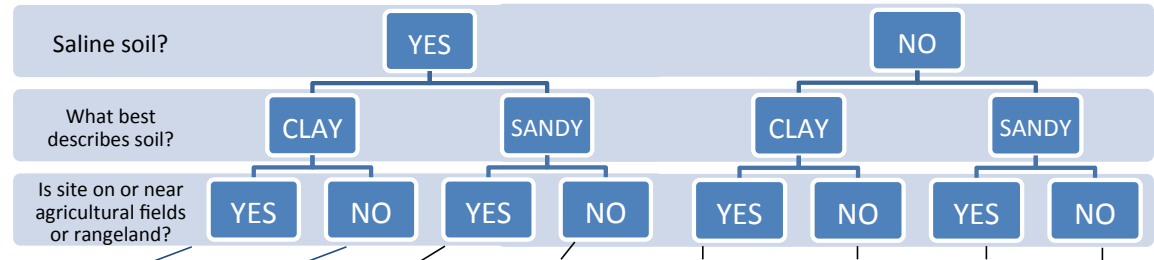 Saline soil?
YES
NO
What best
describes soil?
CLAY
SANDY
CLAY
SANDY
Is site on or near
agricultural fields
or rangeland?
YES
NO
YES
NO
YES
NO
YES
NO